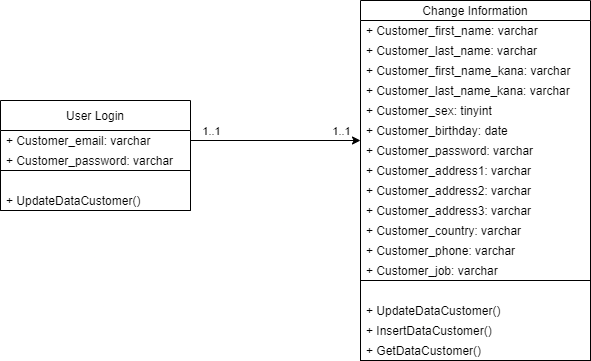 User Login
+ Customer_email: varchar
+ Customer_password: varchar
+ UpdateDataCustomer()
1..1
1..1
Change Information
+ Customer_first_name: varchar
+ Customer_last_name: varchar
+ Customer_first_name_kana: varchar
+ Customer_last_name_kana: varchar
+ Customer_sex: tinyint
+ Customer_birthday: date
+ Customer_password: varchar
+ Customer_address1: varchar
+ Customer_address2: varchar
+ Customer_address3: varchar
+ Customer_country: varchar
+ Customer_phone: varchar
+ Customer_job: varchar
+ UpdateDataCustomer()
+ InsertDataCustomer()
+ GetDataCustomer()